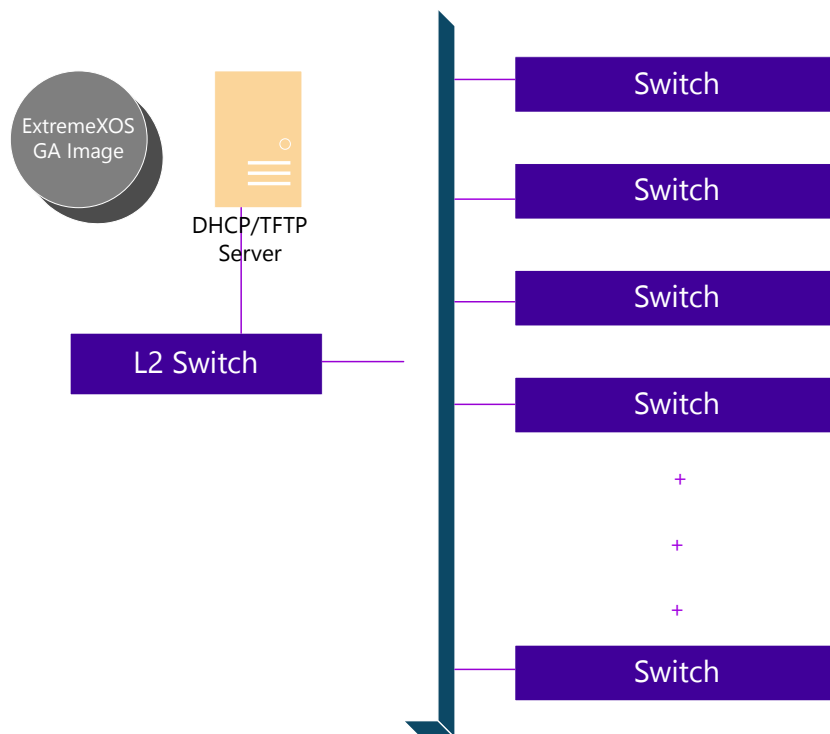 ExtremeXOS
GA Image
DHCP/TFTP
Server
L2 Switch
Switch
Switch
Switch
Switch
+
+
+
Switch